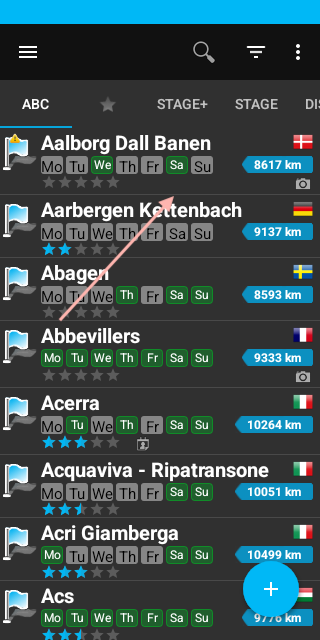 ABC STAGE+ STAGE DIS
Aalborg Dall Banen
Mo Tu We Th Fr Sa Su 8617 km
Aarbergen Kettenbach
Mo Tu We Th Fr Sa Su 9137 km
Abagen
Mo Tu We Th Fr Sa Su 8593 km
Abbevillers
Mo Tu We Th Fr Sa Su 9333 km
Acerra
Mo Tu We Th Fr Sa Su 10264 km
Acquaviva - Ripatransone
Mo Tu We Th Fr Sa Su 10051 km
Acri Giamberga
Mo Tu We Th Fr Sa Su 10499 km
Acs
Mo Tu We Th Fr Sa Su 9776 km